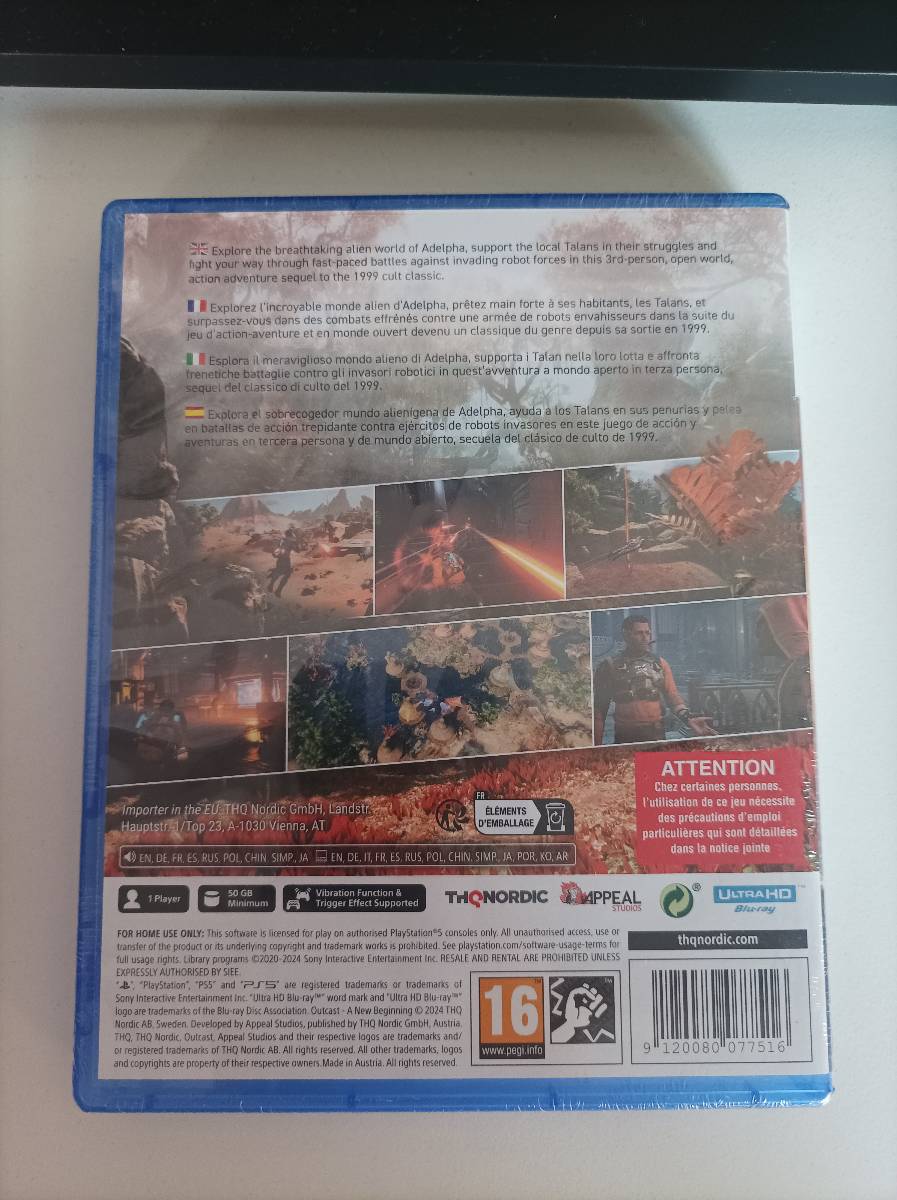 Explore the breathtaking alien world of Adelpha, support the local Talans in their struggles and
fight your way through fast-paced battles against invading robot forces in this 3rd-person, open world,
action adventure sequel to the 1999 cult classic.
Explorez l'incroyable monde alien d'Adelpha, prêtez main forte à ses habitants, les Talans, et
surpassez-vous dans des combats effrénés contre une armée de robots envahisseurs dans la suite du
jeu d'action-aventure et en monde ouvert devenu un classique du genre depuis sa sortie en 1999.
Esplora il meraviglioso mondo alieno di Adelpha, supporta i Talan nella loro lotta e affronta
frenetiche battaglie contro gli invasori robotici in quest'avventura a mondo aperto in terza persona,
sequel del classico di culto del 1999.
Explora el sobrecogedor mundo alienígena de Adelpha, ayuda a los Talans en sus penurias y pelea
en batallas de acción trepidante contra ejércitos de robots invasores en este juego de acción y
aventuras en tercera persona y de mundo abierto, secuela del clásico de culto de 1999.
ATTENTION
Chez certaines personnes,
l'utilisation de ce jeu nécessite
des précautions d'emploi
particulières qui sont détaillées
dans la notice jointe
Importer in the EU-THQ Nordic GmbH, Landstr.
Hauptstr. 1/Top 23, A-1030 Vienna, AT
FR
ÉLÉMENTS
D'EMBALLAGE
EN, DE, FR, ES, RUS, POL, CHIN. SIMP., JA
EN, DE, IT, FR, ES, RUS, POL, CHIN. SIMP., JA, POR, KO, AR
1 Player
50 GB
Minimum
Vibration Function &
Trigger Effect Supported
THQNORDIC
APPEAL
STUDIOS
ULTRA HD
Blu-ray™
FOR HOME USE ONLY: This software is licensed for play on authorised PlayStation®5 consoles only. All unauthorised access, use or
transfer of the product or its underlying copyright and trademark works is prohibited. See playstation.com/software-usage-terms for
full usage rights. Library programs ©2020-2024 Sony Interactive Entertainment Inc. RESALE AND RENTAL ARE PROHIBITED UNLESS
EXPRESSLY AUTHORISED BY SIEE.
"", "PlayStation", "PS5" and "PS5" are registered trademarks or trademarks of
Sony Interactive Entertainment Inc. "Ultra HD Blu-ray™" word mark and "Ultra HD Blu-ray™"
logo are trademarks of the Blu-ray Disc Association. Outcast - A New Beginning © 2024 THQ
Nordic AB, Sweden. Developed by Appeal Studios, published by THQ Nordic GmbH, Austria.
THQ, THQ Nordic, Outcast, Appeal Studios and their respective logos are trademarks and/
or registered trademarks of THQ Nordic AB. All rights reserved. All other trademarks, logos
and copyrights are property of their respective owners. Made in Austria. All rights reserved.
16
www.pegi.info
thqnordic.com
9 120080 077516